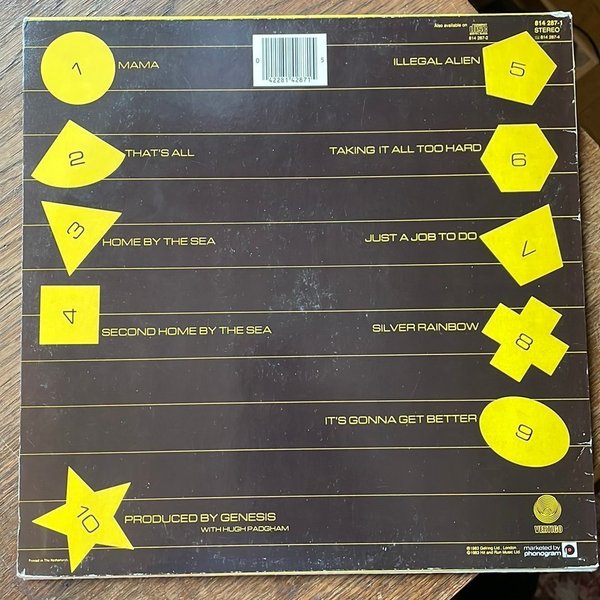 Also available on
814 287-2
814 287-1
STEREO
814 287-4
0
42281 42871
5
1 MAMA
2 THAT'S ALL
3 HOME BY THE SEA
4 SECOND HOME BY THE SEA
ILLEGAL ALIEN 5
TAKING IT ALL TOO HARD 6
JUST A JOB TO DO 7
SILVER RAINBOW 8
IT'S GONNA GET BETTER 9
10 PRODUCED BY GENESIS
WITH HUGH PADGHAM
VERTIGO
Printed in The Netherlands
℗1983 Gelring Ltd., London
©1983 Hit and Run Music Ltd.
marketed by
phonogram